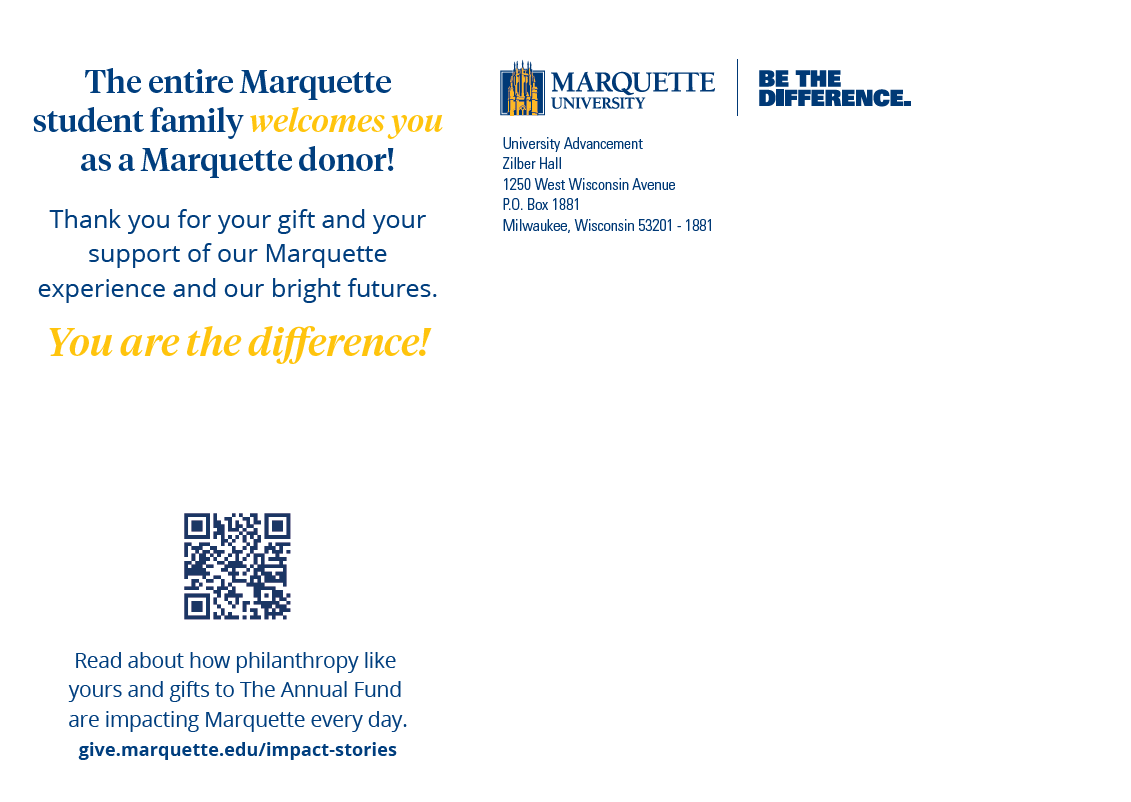 The entire Marquette
student family welcomes you
as a Marquette donor!
Thank you for your gift and your
support of our Marquette
experience and our bright futures.
You are the difference!
Read about how philanthropy like
yours and gifts to The Annual Fund
are impacting Marquette every day.
give.marquette.edu/impact-stories
MARQUETTE
UNIVERSITY
BE THE
DIFFERENCE.
University Advancement
Zilber Hall
1250 West Wisconsin Avenue
P.O. Box 1881
Milwaukee, Wisconsin 53201 - 1881